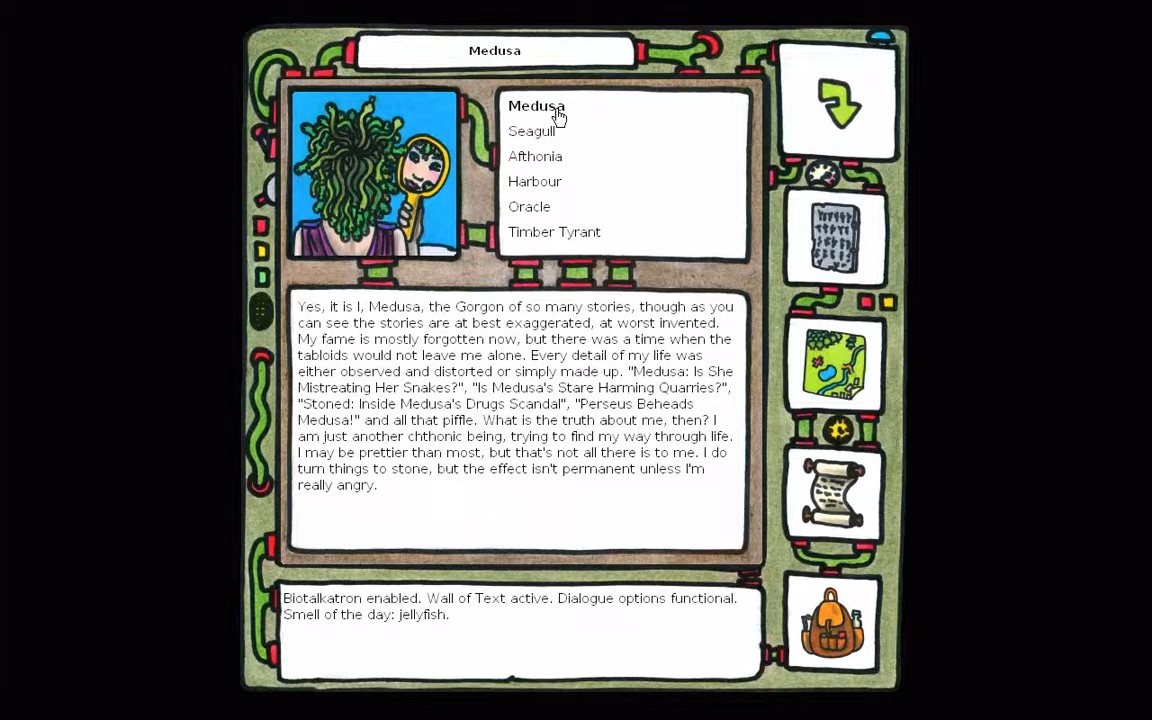 Medusa
Medusa
Seagull
Afthonia
Harbour
Oracle
Timber Tyrant
Yes, it is I, Medusa, the Gorgon of so many stories, though as you
can see the stories are at best exaggerated, at worst invented.
My fame is mostly forgotten now, but there was a time when the
tabloids would not leave me alone. Every detail of my life was
either observed and distorted or simply made up. "Medusa: Is She
Mistreating Her Snakes?", "Is Medusa's Stare Harming Quarries?",
"Stoned: Inside Medusa's Drugs Scandal", "Perseus Beheads
Medusa!" and all that piffle. What is the truth about me, then? I
am just another chthonic being, trying to find my way through life.
I may be prettier than most, but that's not all there is to me. I do
turn things to stone, but the effect isn't permanent unless I'm
really angry.
Biotalkatron enabled. Wall of Text active. Dialogue options functional.
Smell of the day: jellyfish.